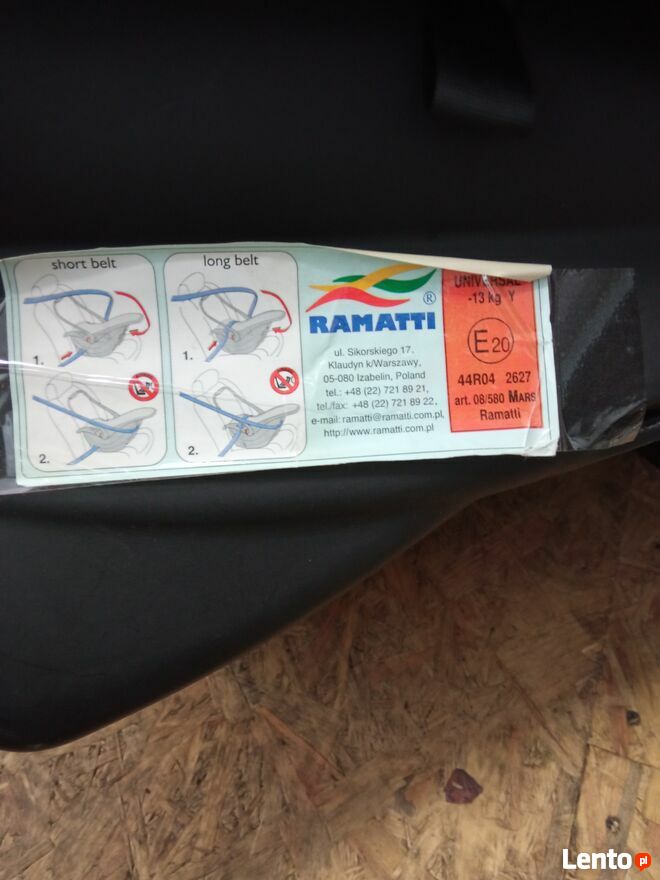 short belt
1.
2.
long belt
1.
2.
RAMATTI ®
ul. Sikorskiego 17,
Klaudyn k/Warszawy,
05-080 Izabelin, Poland
tel.: +48 (22) 721 89 21,
tel./fax: +48 (22) 721 89 22,
e-mail: ramatti@ramatti.com.pl,
http://www.ramatti.com.pl
UNIVERSAL
-13 kg Y
E20
44R04 2627
art. 08/580 MARS
Ramatti
Lento.pl